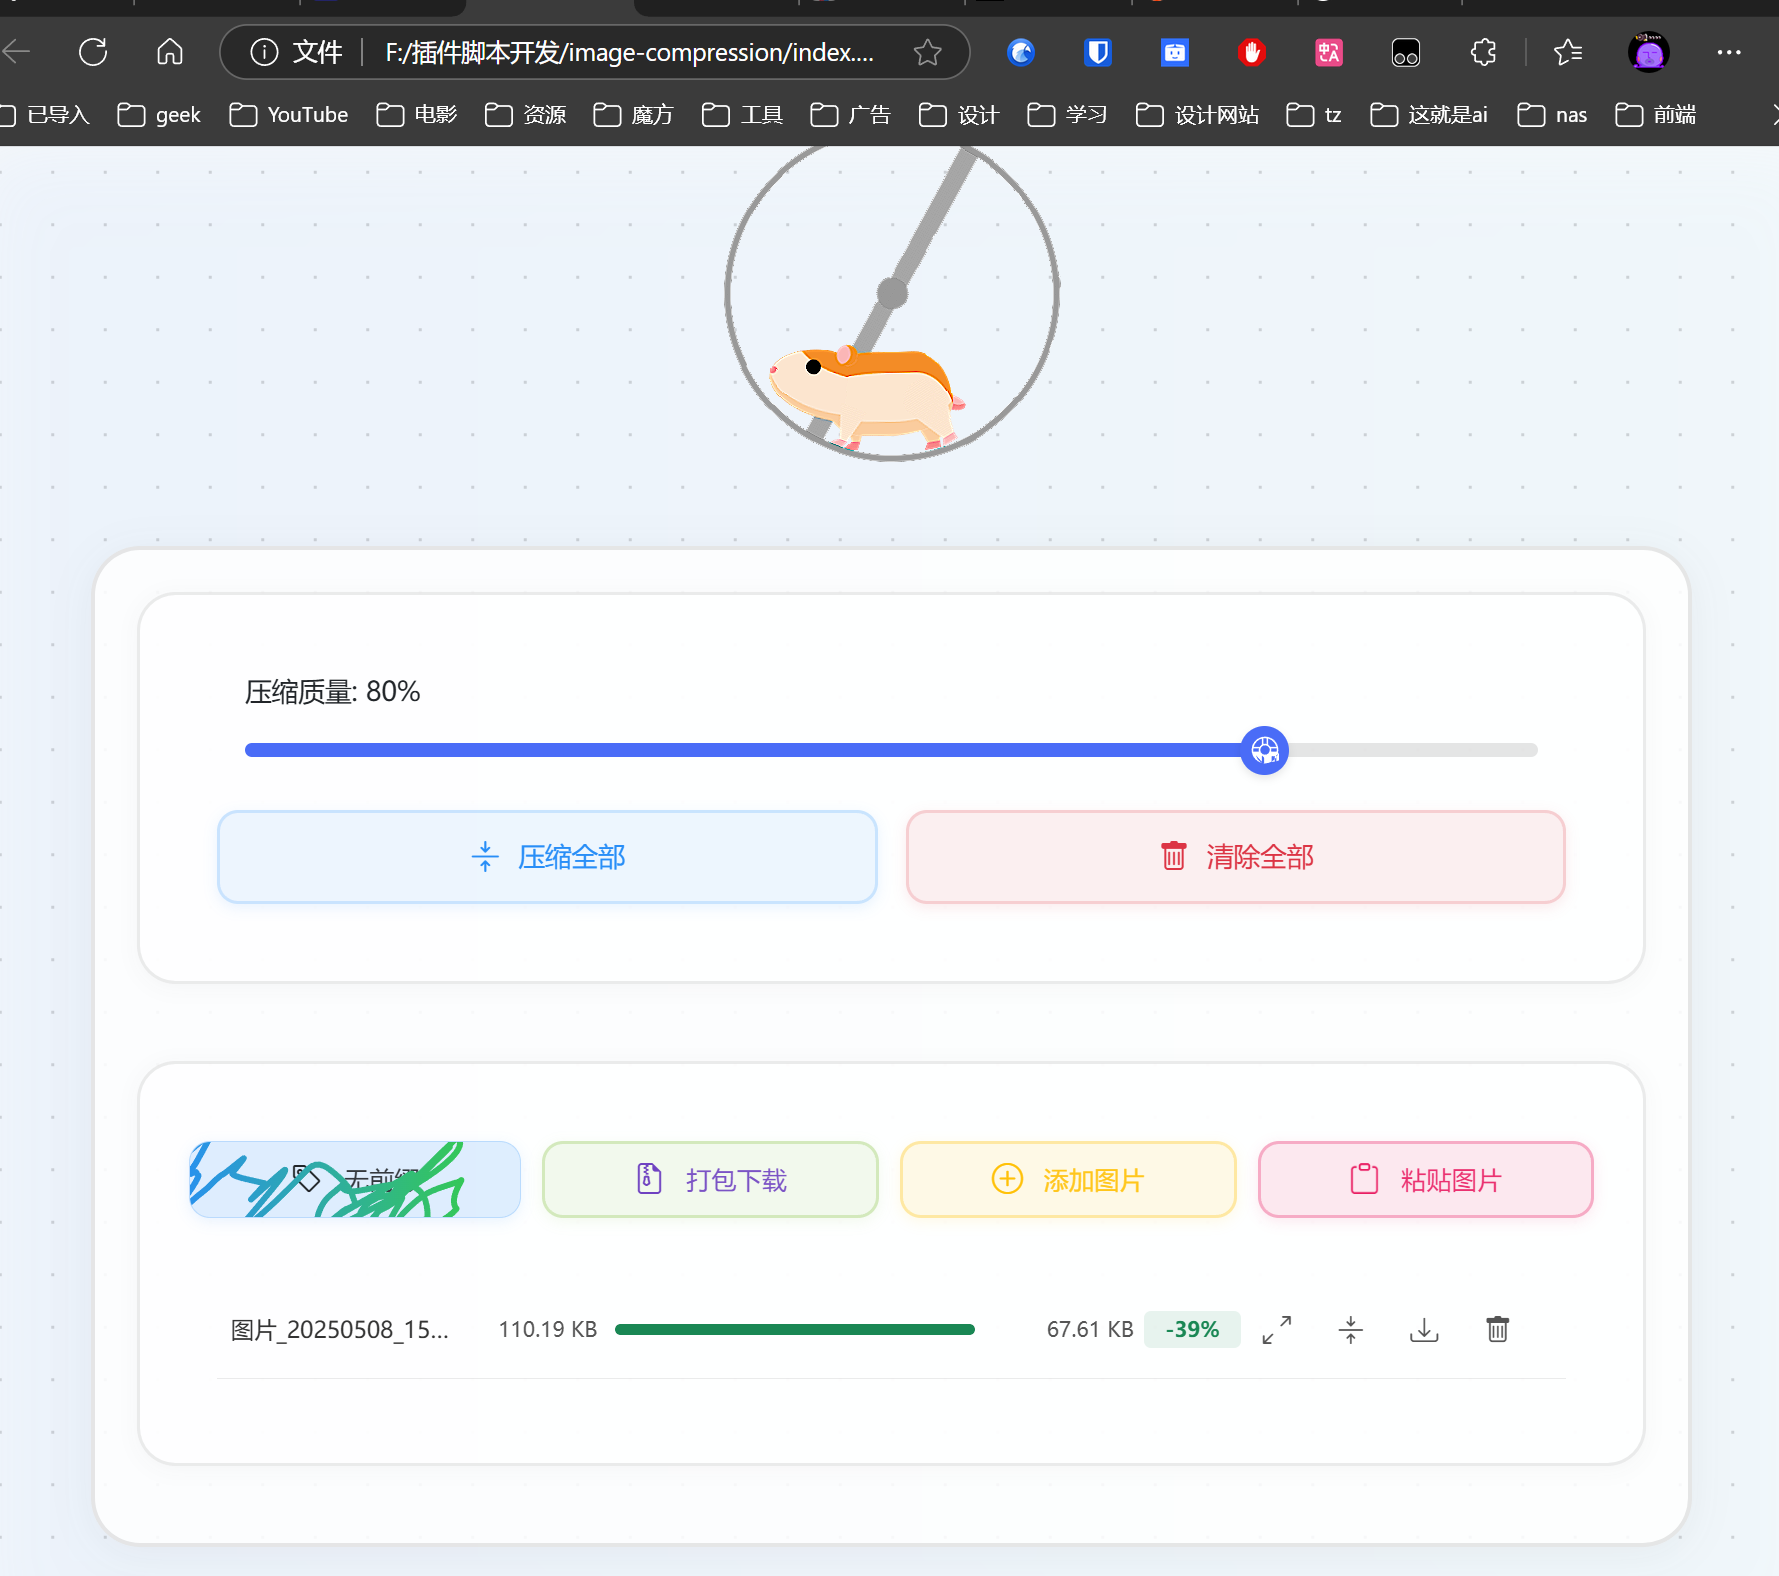 文件
F:/插件脚本开发/image-compression/index....
已导入
geek
YouTube
电影
资源
魔方
工具
广告
设计
学习
设计网站
tz
这就是ai
nas
前端
压缩质量: 80%
压缩全部
清除全部
无前缀
打包下载
添加图片
粘贴图片
图片_20250508_15...
110.19 KB
67.61 KB
-39%